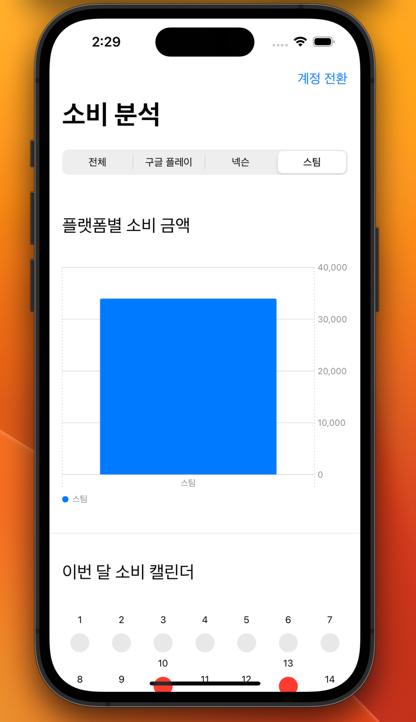 2:29
계정 전환
소비 분석
전체 구글 플레이 넥슨 스팀
플랫폼별 소비 금액
40,000
30,000
20,000
10,000
0
스팀
스팀
이번 달 소비 캘린더
1 2 3 4 5 6 7
10 13
8 9 11 12 14